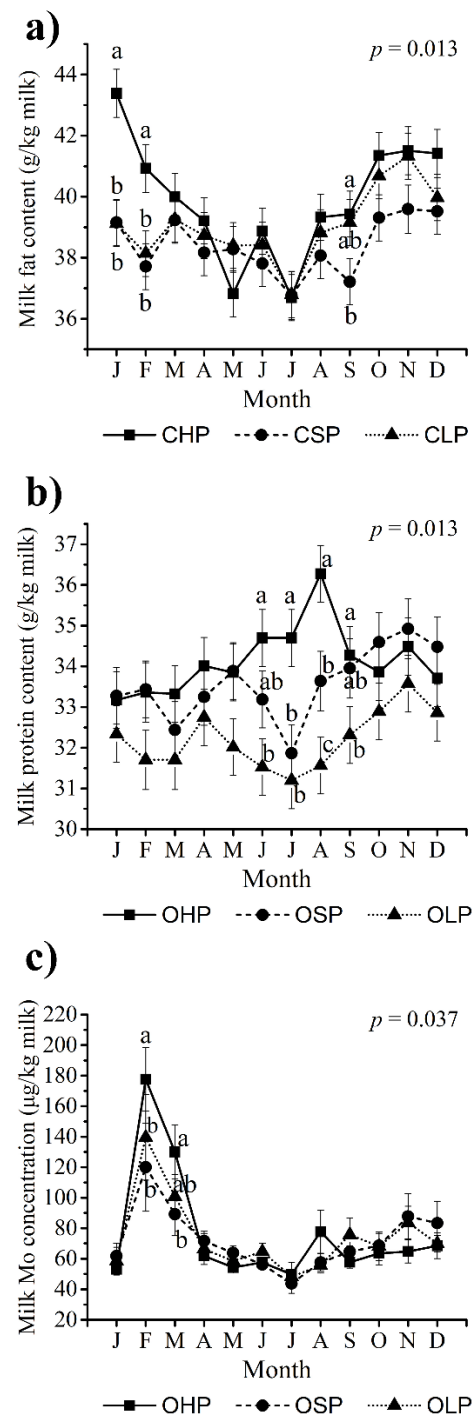 a)
p = 0.013
Milk fat content (g/kg milk)
44
42
40
38
36
a
a
b
b
b
b
a
ab
b
J F M A M J J A S O N D
Month
CHP CSP CLP
b)
p = 0.013
Milk protein content (g/kg milk)
37
36
35
34
33
32
31
30
a
a
a
a
ab
b
b
ab
b
b
c
b
J F M A M J J A S O N D
Month
OHP OSP OLP
c)
p = 0.037
Milk Mo concentration (μg/kg milk)
220
200
180
160
140
120
100
80
60
40
20
a
b
b
a
ab
b
J F M A M J J A S O N D
Month
OHP OSP OLP